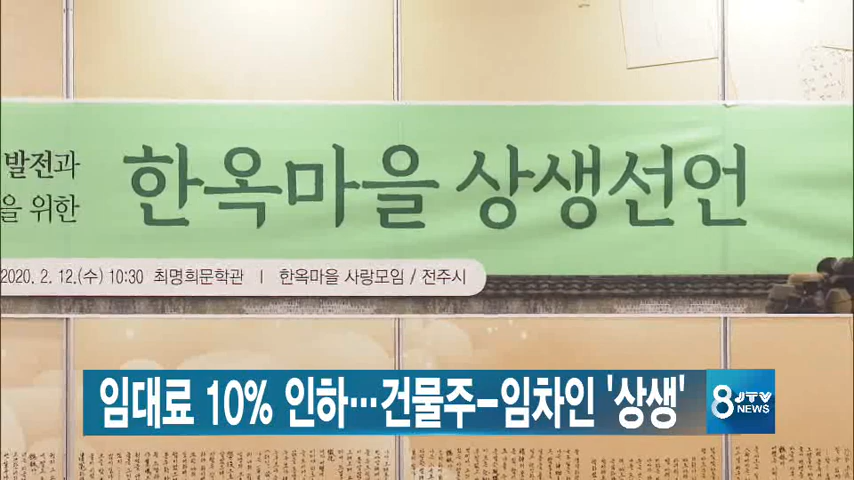 발전과
을 위한
한옥마을 상생선언
2020. 2. 12.(수) 10:30 최명희문학관 ㅣ 한옥마을 사랑모임 / 전주시
임대료 10% 인하…건물주-임차인 '상생'
8 JTV NEWS